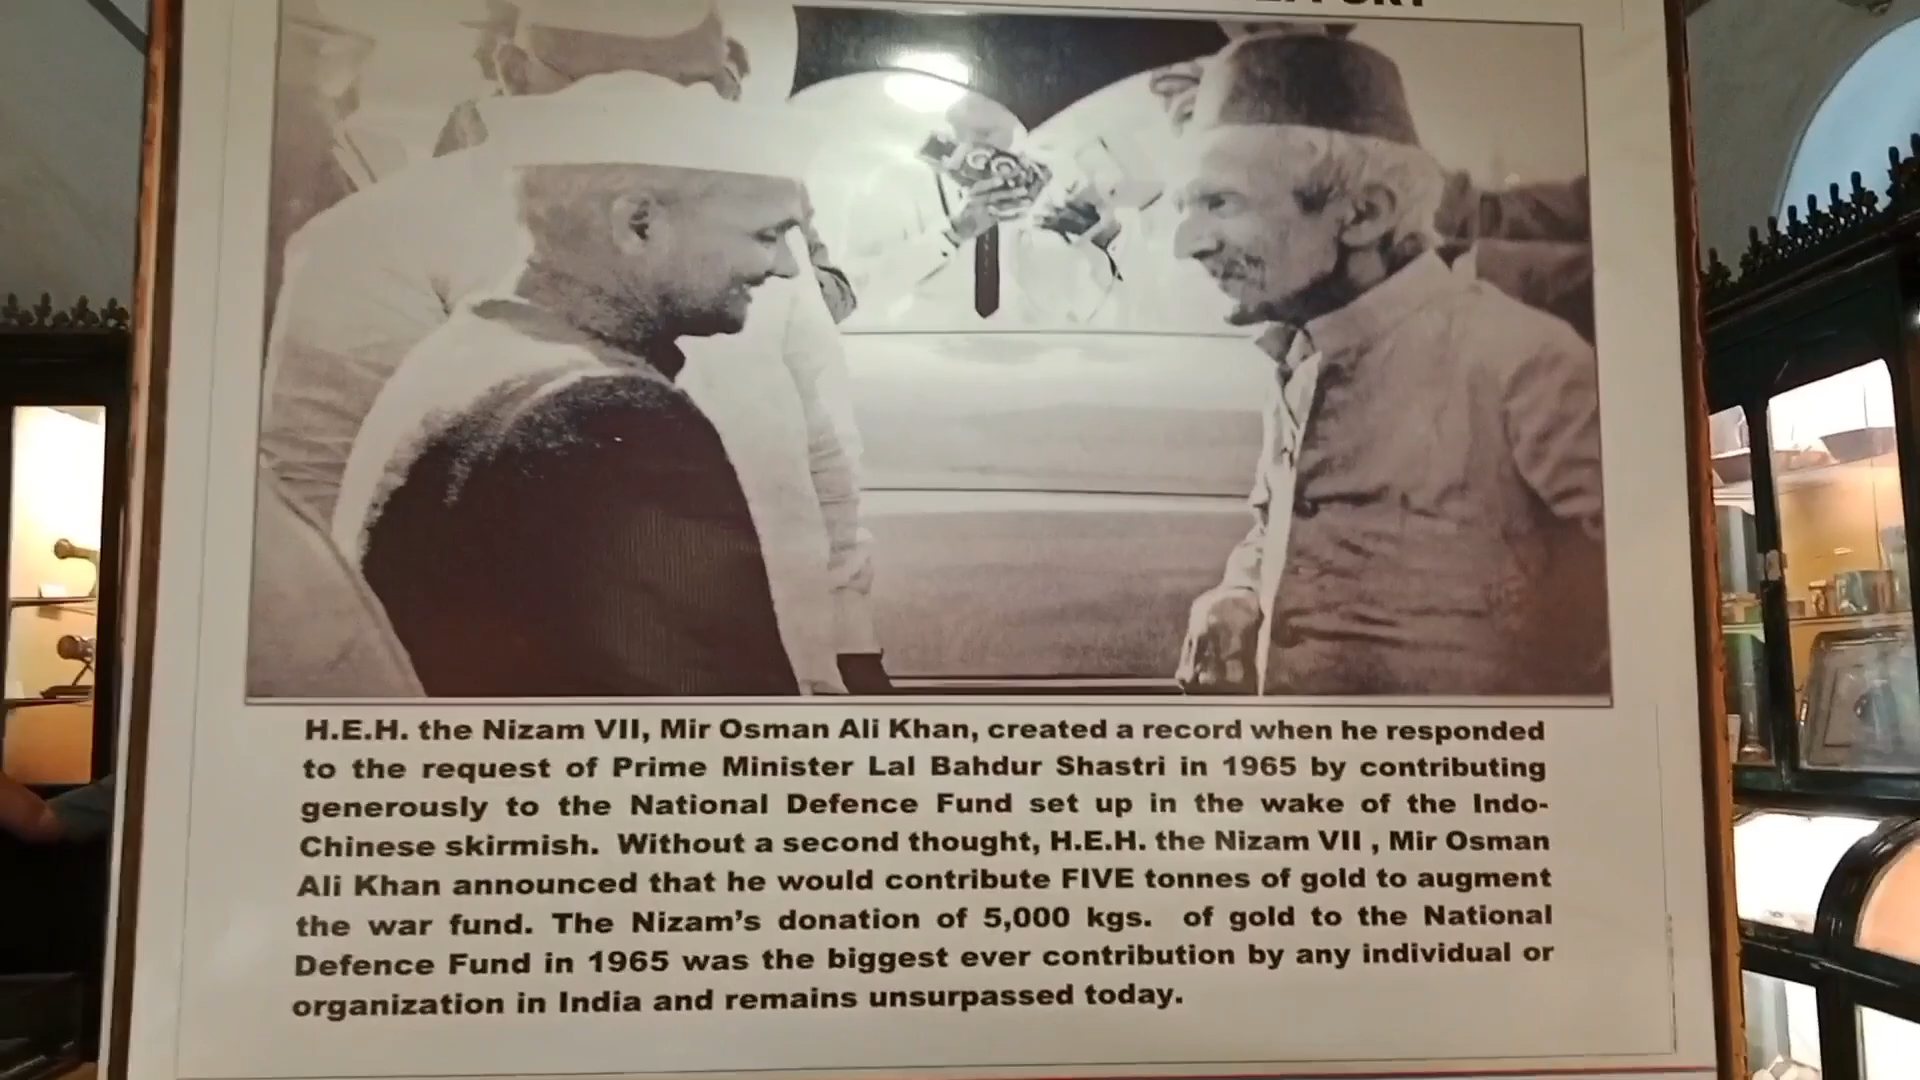 H.E.H. the Nizam VII, Mir Osman Ali Khan, created a record when he responded
to the request of Prime Minister Lal Bahdur Shastri in 1965 by contributing
generously to the National Defence Fund set up in the wake of the Indo-
Chinese skirmish. Without a second thought, H.E.H. the Nizam VII , Mir Osman
Ali Khan announced that he would contribute FIVE tonnes of gold to augment
the war fund. The Nizam’s donation of 5,000 kgs. of gold to the National
Defence Fund in 1965 was the biggest ever contribution by any individual or
organization in India and remains unsurpassed today.